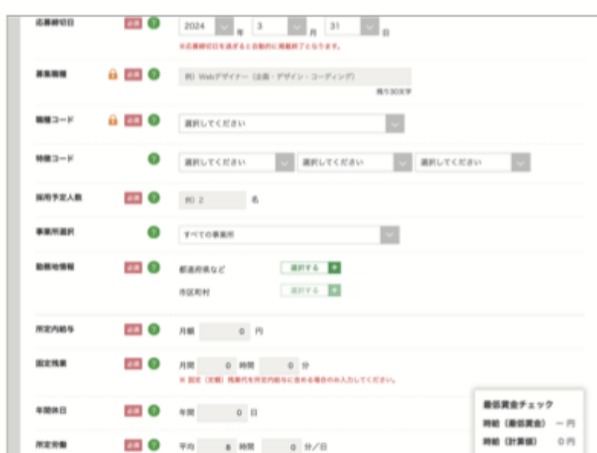 応募締切日 必須 ? 2024 年 3 月 31 日
※応募締切日を過ぎると自動的に掲載終了となります。
募集職種 必須 ? 例）Webデザイナー（企画・デザイン・コーディング）
残り30文字
職種コード 必須 ? 選択してください
特徴コード ? 選択してください 選択してください 選択してください
採用予定人数 必須 ? 例）2 名
事業所選択 ? すべての事業所
勤務地情報 必須 ? 都道府県など 選択する +
市区町村 選択する +
所定内給与 必須 ? 月額 0 円
固定残業 必須 ? 月間 0 時間 0 分
※ 固定（定額）残業代を所定内給与に含める場合のみ入力してください。
年間休日 必須 ? 年間 0 日
所定労働 必須 ? 平均 8 時間 0 分/日
最低賃金チェック
時給（最低賃金） ー 円
時給（計算値） 0 円